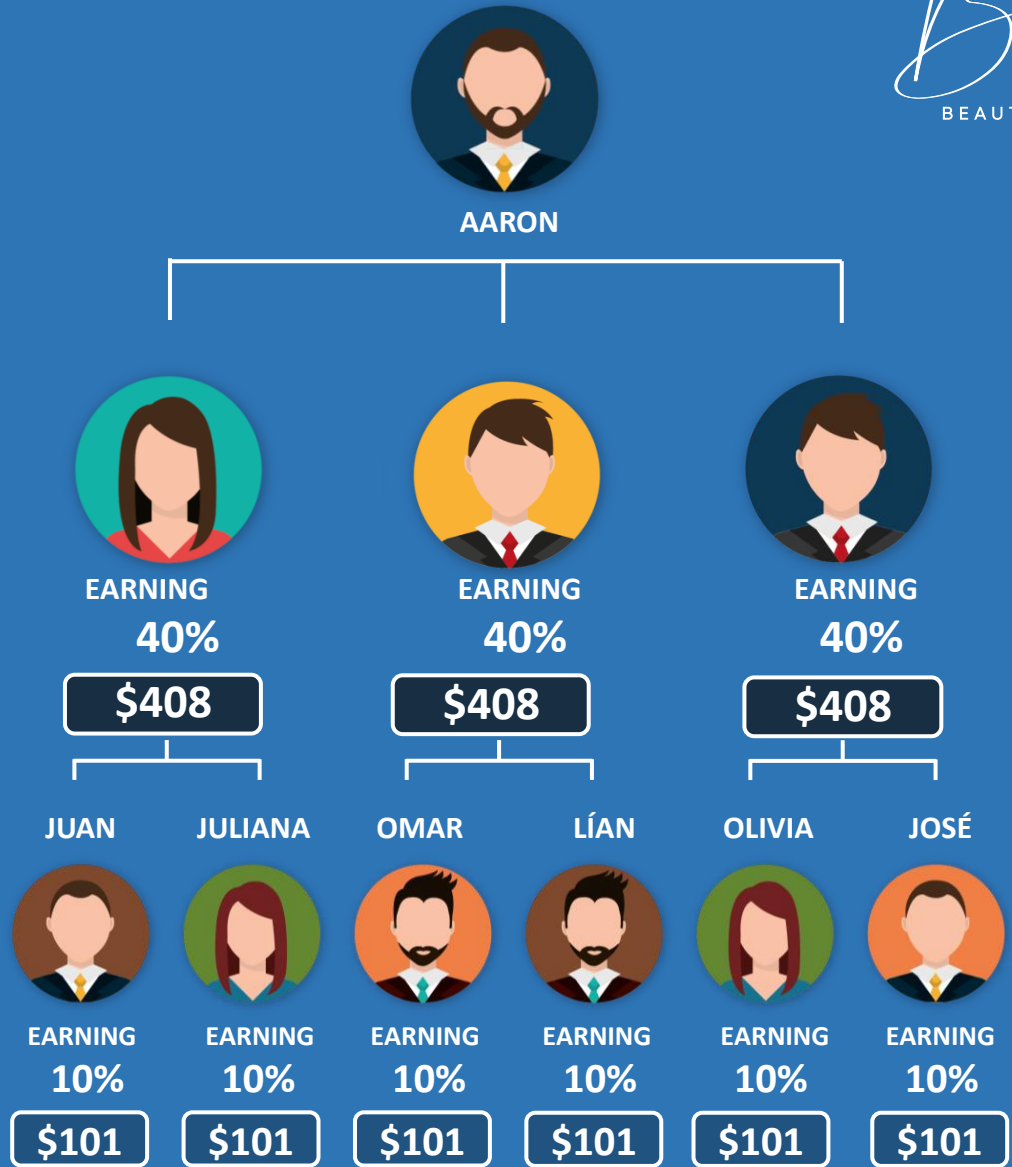 BEAUT
AARON
EARNING EARNING EARNING
40% 40% 40%
$408 $408 $408
JUAN JULIANA OMAR LÍAN OLIVIA JOSÉ
EARNING EARNING EARNING EARNING EARNING EARNING
10% 10% 10% 10% 10% 10%
$101 $101 $101 $101 $101 $101